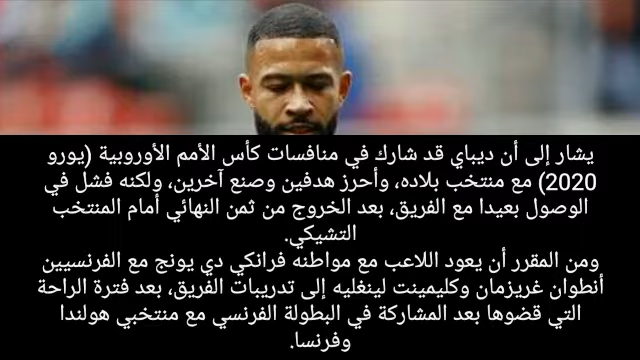 يشار إلى أن ديباي قد شارك في منافسات كأس الأمم الأوروبية (يورو
2020) مع منتخب بلاده، وأحرز هدفين وصنع آخرين، ولكنه فشل في
الوصول بعيدا مع الفريق، بعد الخروج من ثمن النهائي أمام المنتخب
التشيكي.
ومن المقرر أن يعود اللاعب مع مواطنه فرانكي دي يونج مع الفرنسيين
أنطوان غريزمان وكليمينت لينغليه إلى تدريبات الفريق، بعد فترة الراحة
التي قضوها بعد المشاركة في البطولة الفرنسي مع منتخبي هولندا
وفرنسا.